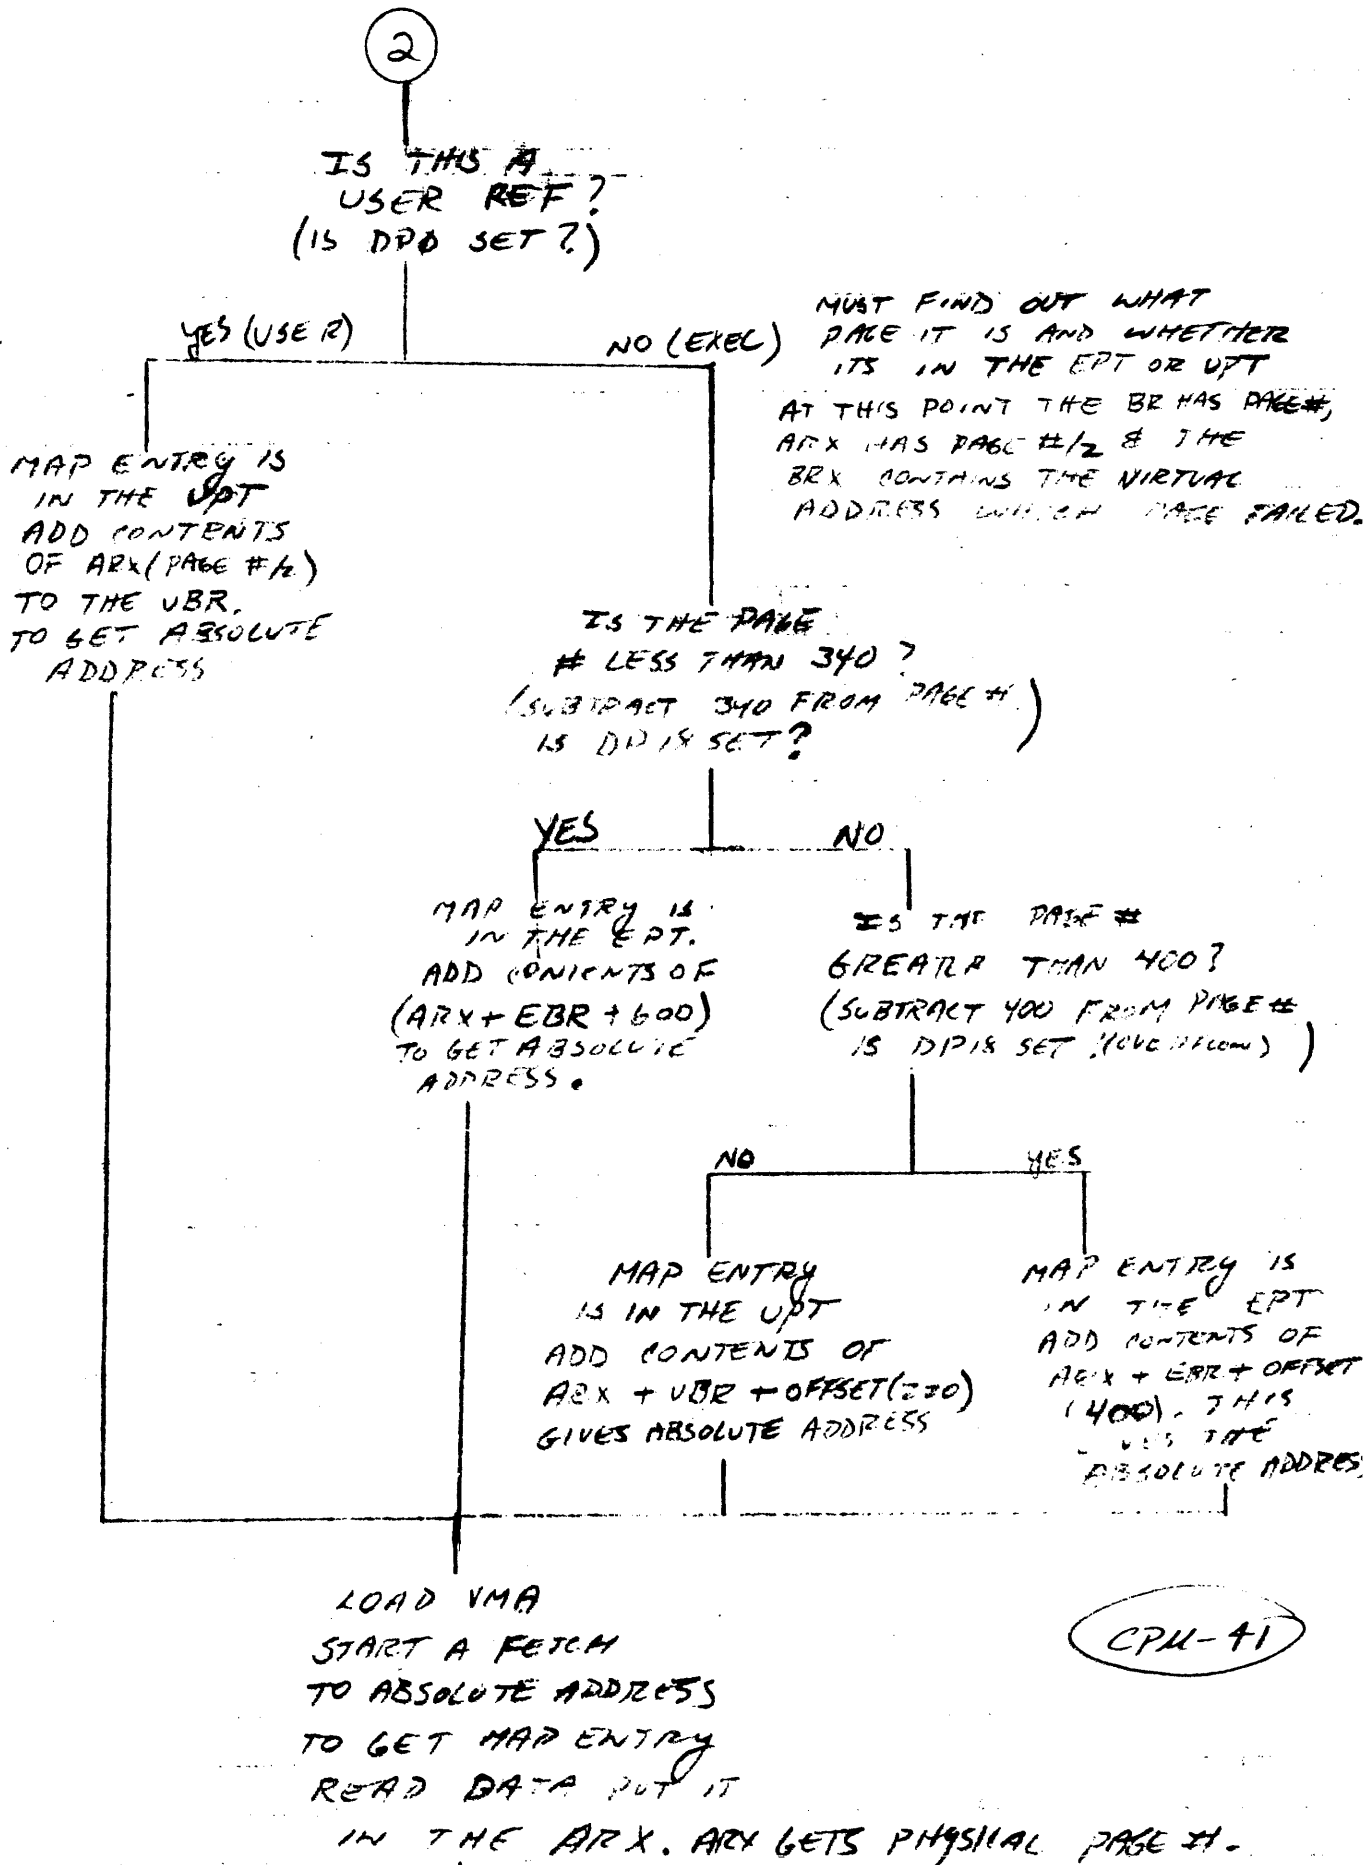 2
IS THIS A
USER REF?
(IS DPØ SET?)
YES (USER)
NO (EXEC)
MUST FIND OUT WHAT
PAGE IT IS AND WHETHER
ITS IN THE EPT OR UPT
AT THIS POINT THE BR HAS PAGE #,
ARX HAS PAGE #/2 & THE
BRX CONTAINS THE VIRTUAL
ADDRESS WHICH PAGE FAILED.
MAP ENTRY IS
IN THE UPT
ADD CONTENTS
OF ARX (PAGE #/2)
TO THE UBR.
TO GET ABSOLUTE
ADDRESS
IS THE PAGE
# LESS THAN 340?
(SUBTRACT 340 FROM PAGE #
IS DP18 SET?)
YES
NO
MAP ENTRY IS
IN THE EPT.
ADD CONTENTS OF
(ARX + EBR + 600)
TO GET ABSOLUTE
ADDRESS.
IS THE PAGE #
GREATER THAN 400?
(SUBTRACT 400 FROM PAGE #
IS DP18 SET (OVERFLOW))
NO
YES
MAP ENTRY
IS IN THE UPT
ADD CONTENTS OF
ARX + UBR + OFFSET
GIVES ABSOLUTE ADDRESS
MAP ENTRY IS
IN THE EPT
ADD CONTENTS OF
ARX + EBR + OFFSET
(400). THIS
THE
ABSOLUTE ADDRES
LOAD VMA
START A FETCH
TO ABSOLUTE ADDRESS
TO GET MAP ENTRY
READ DATA PUT IT
IN THE ARX. ARX GETS PHYSICAL PAGE #.
CPU-41